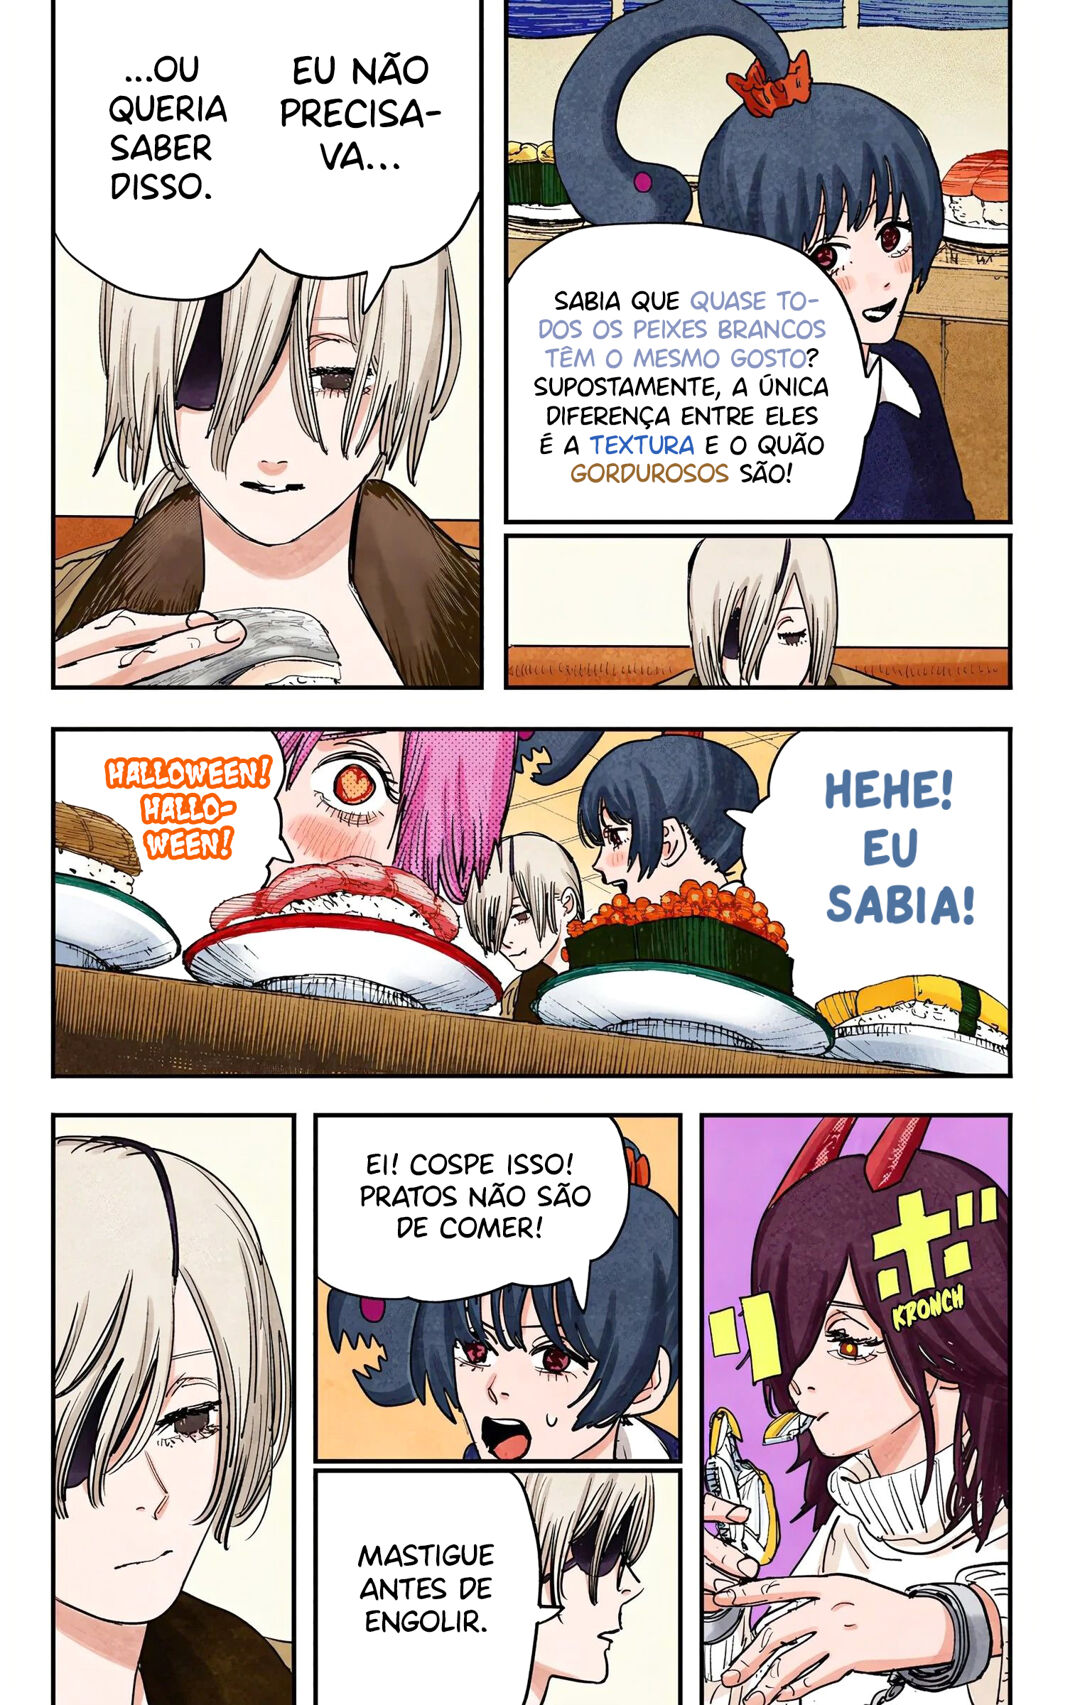 SABIA QUE QUASE TO-
DOS OS PEIXES BRANCOS
TÊM O MESMO GOSTO?
SUPOSTAMENTE, A ÚNICA
DIFERENÇA ENTRE ELES
É A TEXTURA E O QUÃO
GORDUROSOS SÃO!
EU NÃO
PRECISA-
VA...
...OU
QUERIA
SABER
DISSO.
HEHE!
EU
SABIA!
HALLOWEEN!
HALLO-
WEEN!
ボリ
KRONCH
EI! COSPE ISSO!
PRATOS NÃO SÃO
DE COMER!
MASTIGUE
ANTES DE
ENGOLIR.